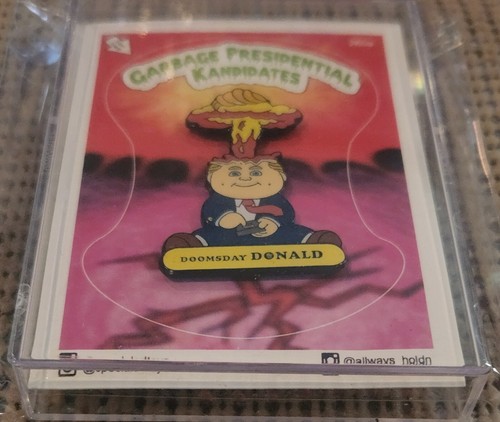 GARBAGE PRESIDENTIAL
KANDIDATES
DOOMSDAY DONALD
@allways_holdn